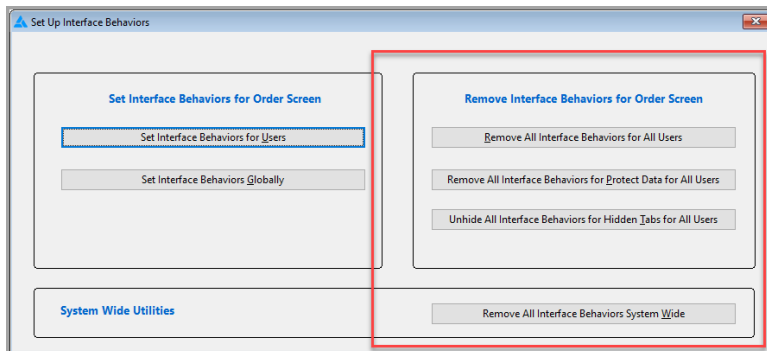 Set Up Interface Behaviors
Set Interface Behaviors for Order Screen
Set Interface Behaviors for Users
Set Interface Behaviors Globally
Remove Interface Behaviors for Order Screen
Remove All Interface Behaviors for All Users
Remove All Interface Behaviors for Protect Data for All Users
Unhide All Interface Behaviors for Hidden Tabs for All Users
System Wide Utilities
Remove All Interface Behaviors System Wide